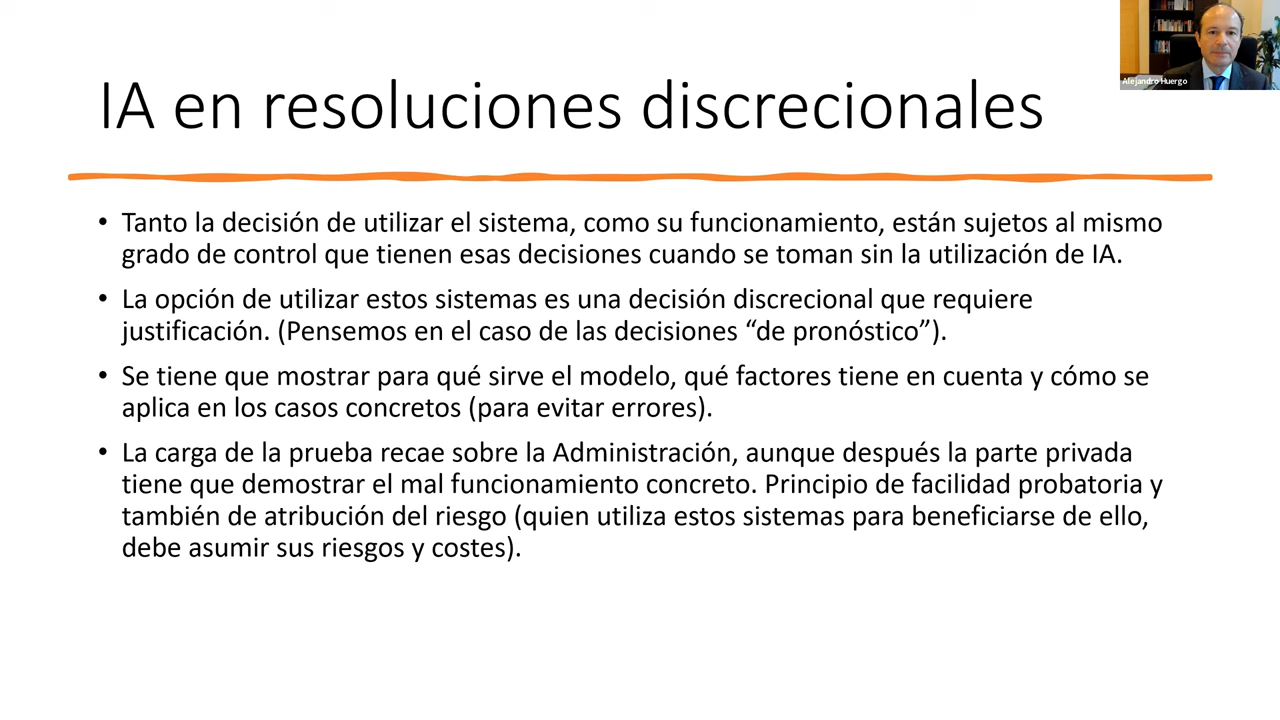 Alejandro Huergo
IA en resoluciones discrecionales
• Tanto la decisión de utilizar el sistema, como su funcionamiento, están sujetos al mismo
grado de control que tienen esas decisiones cuando se toman sin la utilización de IA.
• La opción de utilizar estos sistemas es una decisión discrecional que requiere
justificación. (Pensemos en el caso de las decisiones “de pronóstico”).
• Se tiene que mostrar para qué sirve el modelo, qué factores tiene en cuenta y cómo se
aplica en los casos concretos (para evitar errores).
• La carga de la prueba recae sobre la Administración, aunque después la parte privada
tiene que demostrar el mal funcionamiento concreto. Principio de facilidad probatoria y
también de atribución del riesgo (quien utiliza estos sistemas para beneficiarse de ello,
debe asumir sus riesgos y costes).